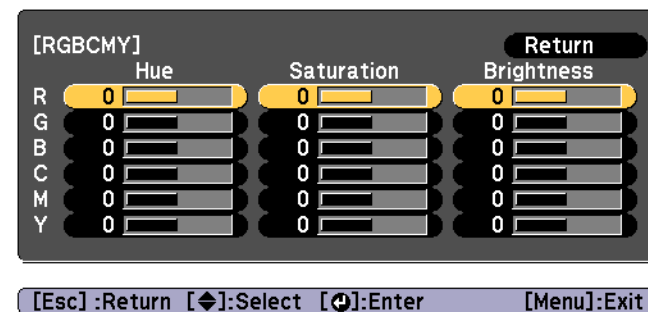 [RGBCMY] Return
Hue Saturation Brightness
R 0 0 0
G 0 0 0
B 0 0 0
C 0 0 0
M 0 0 0
Y 0 0 0
[Esc] :Return [◆]:Select [↵]:Enter [Menu]:Exit